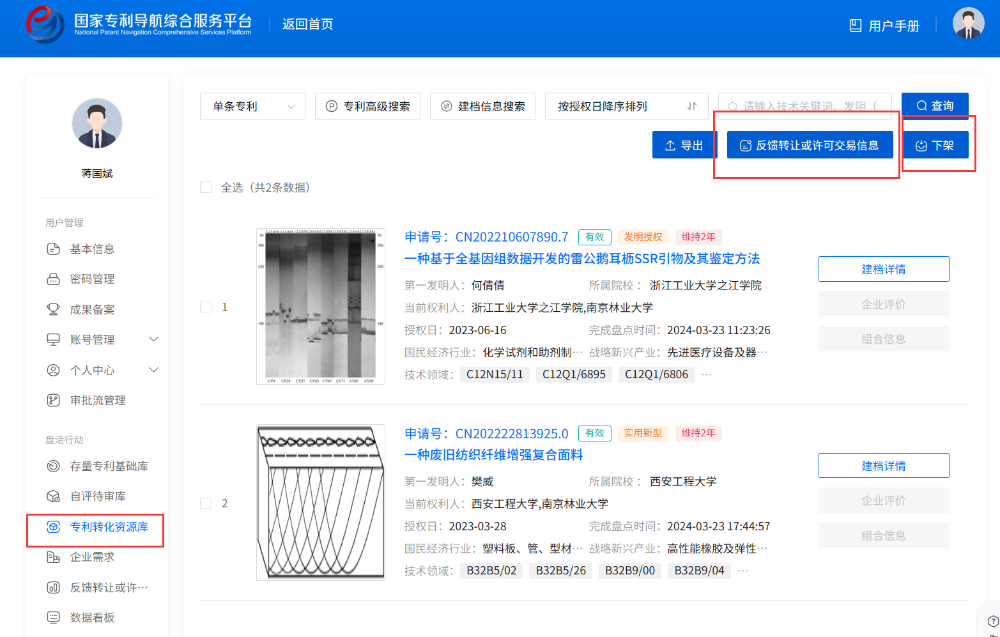 国家专利导航综合服务平台
National Patent Navigation Comprehensive Services Platform
返回首页
用户手册
蒋国斌
用户管理
基本信息
密码管理
成果备案
账号管理
个人中心
审批流管理
盘活行动
存量专利基础库
自评待审库
专利转化资源库
企业需求
反馈转让或许···
数据看板
单条专利
专利高级搜索
建档信息搜索
按授权日降序排列
请输入技术关键词、发明（
查询
导出
反馈转让或许可交易信息
下架
全选（共2条数据）
1
bp
500
250
100
bp
500
250
100
CV4 CV24 CV27 CV65 CV67 CV71 CV81 CV99
申请号：CN202210607890.7 有效 发明授权 维持2年
一种基于全基因组数据开发的雷公鹅耳枥SSR引物及其鉴定方法
第一发明人：何倩倩 所属院校： 浙江工业大学之江学院
当前权利人：浙江工业大学之江学院,南京林业大学
授权日：2023-06-16 完成盘点时间：2024-03-23 11:23:26
国民经济行业：化学试剂和助剂制··· 战略新兴产业：先进医疗设备及器···
技术领域： C12N15/11 C12Q1/6895 C12Q1/6806 ···
建档详情
企业评价
组合信息
2
申请号：CN202222813925.0 有效 实用新型 维持2年
一种废旧纺织纤维增强复合面料
第一发明人：樊威 所属院校： 西安工程大学
当前权利人：西安工程大学,南京林业大学
授权日：2023-03-28 完成盘点时间：2024-03-23 17:44:57
国民经济行业：塑料板、管、型材··· 战略新兴产业：高性能橡胶及弹性···
技术领域： B32B5/02 B32B5/26 B32B9/00 B32B9/04 ···
建档详情
企业评价
组合信息